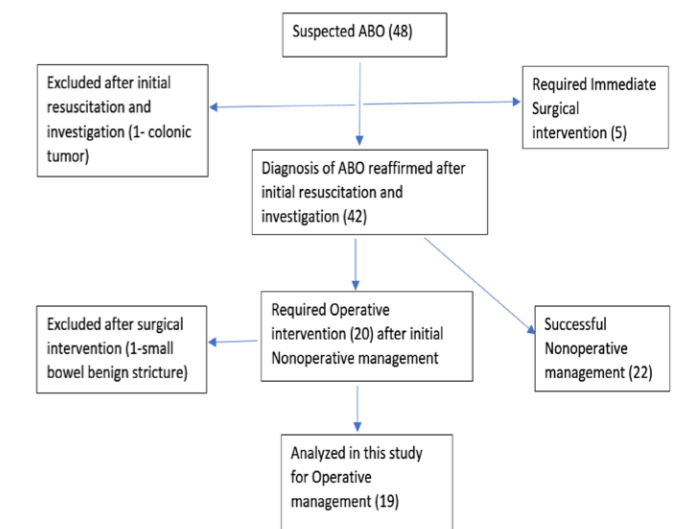 Suspected ABO (48)
Excluded after initial
resuscitation and
investigation (1- colonic
tumor)
Required Immediate
Surgical
intervention (5)
Diagnosis of ABO reaffirmed after
initial resuscitation and
investigation (42)
Excluded after surgical
intervention (1-small
bowel benign stricture)
Required Operative
intervention (20) after initial
Nonoperative management
Successful
Nonoperative
management (22)
Analyzed in this study
for Operative
management (19)